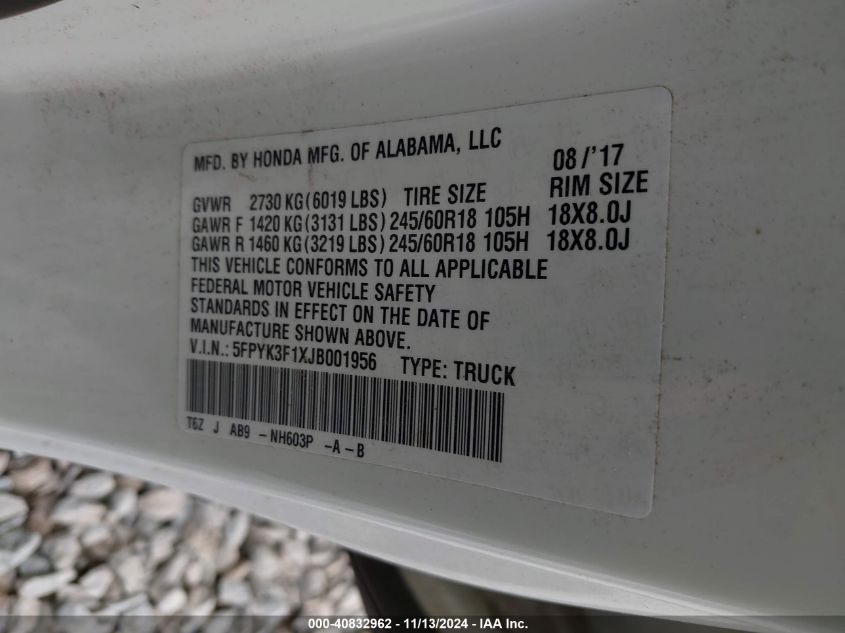 MFD. BY HONDA MFG. OF ALABAMA, LLC 08/'17
GVWR 2730 KG(6019 LBS) TIRE SIZE RIM SIZE
GAWR F 1420 KG(3131 LBS) 245/60R18 105H 18X8.0J
GAWR R 1460 KG(3219 LBS) 245/60R18 105H 18X8.0J
THIS VEHICLE CONFORMS TO ALL APPLICABLE
FEDERAL MOTOR VEHICLE SAFETY
STANDARDS IN EFFECT ON THE DATE OF
MANUFACTURE SHOWN ABOVE.
V.I.N.: 5FPYK3F1XJB001956 TYPE: TRUCK
T6Z J AB9 -NH603P -A-B
000-40832962 - 11/13/2024 - IAA Inc.